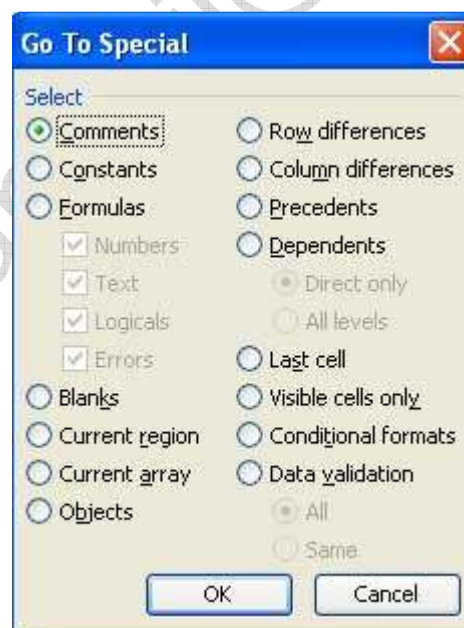 Go To Special
Select
Comments
Constants
Formulas
Numbers
Text
Logicals
Errors
Blanks
Current region
Current array
Objects
Row differences
Column differences
Precedents
Dependents
Direct only
All levels
Last cell
Visible cells only
Conditional formats
Data validation
All
Same
OK
Cancel